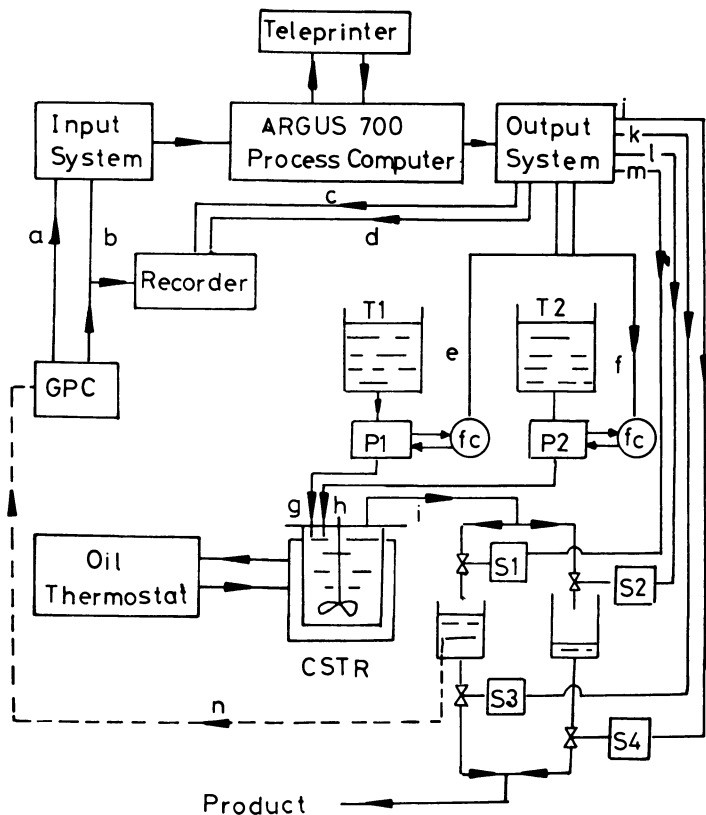 Teleprinter
Input
System
ARGUS 700
Process Computer
Output
System
j
k
l
m
c
d
a
b
Recorder
T1
T2
e
f
GPC
P1
fc
P2
fc
g
h
i
Oil
Thermostat
S1
S2
CSTR
n
S3
S4
Product